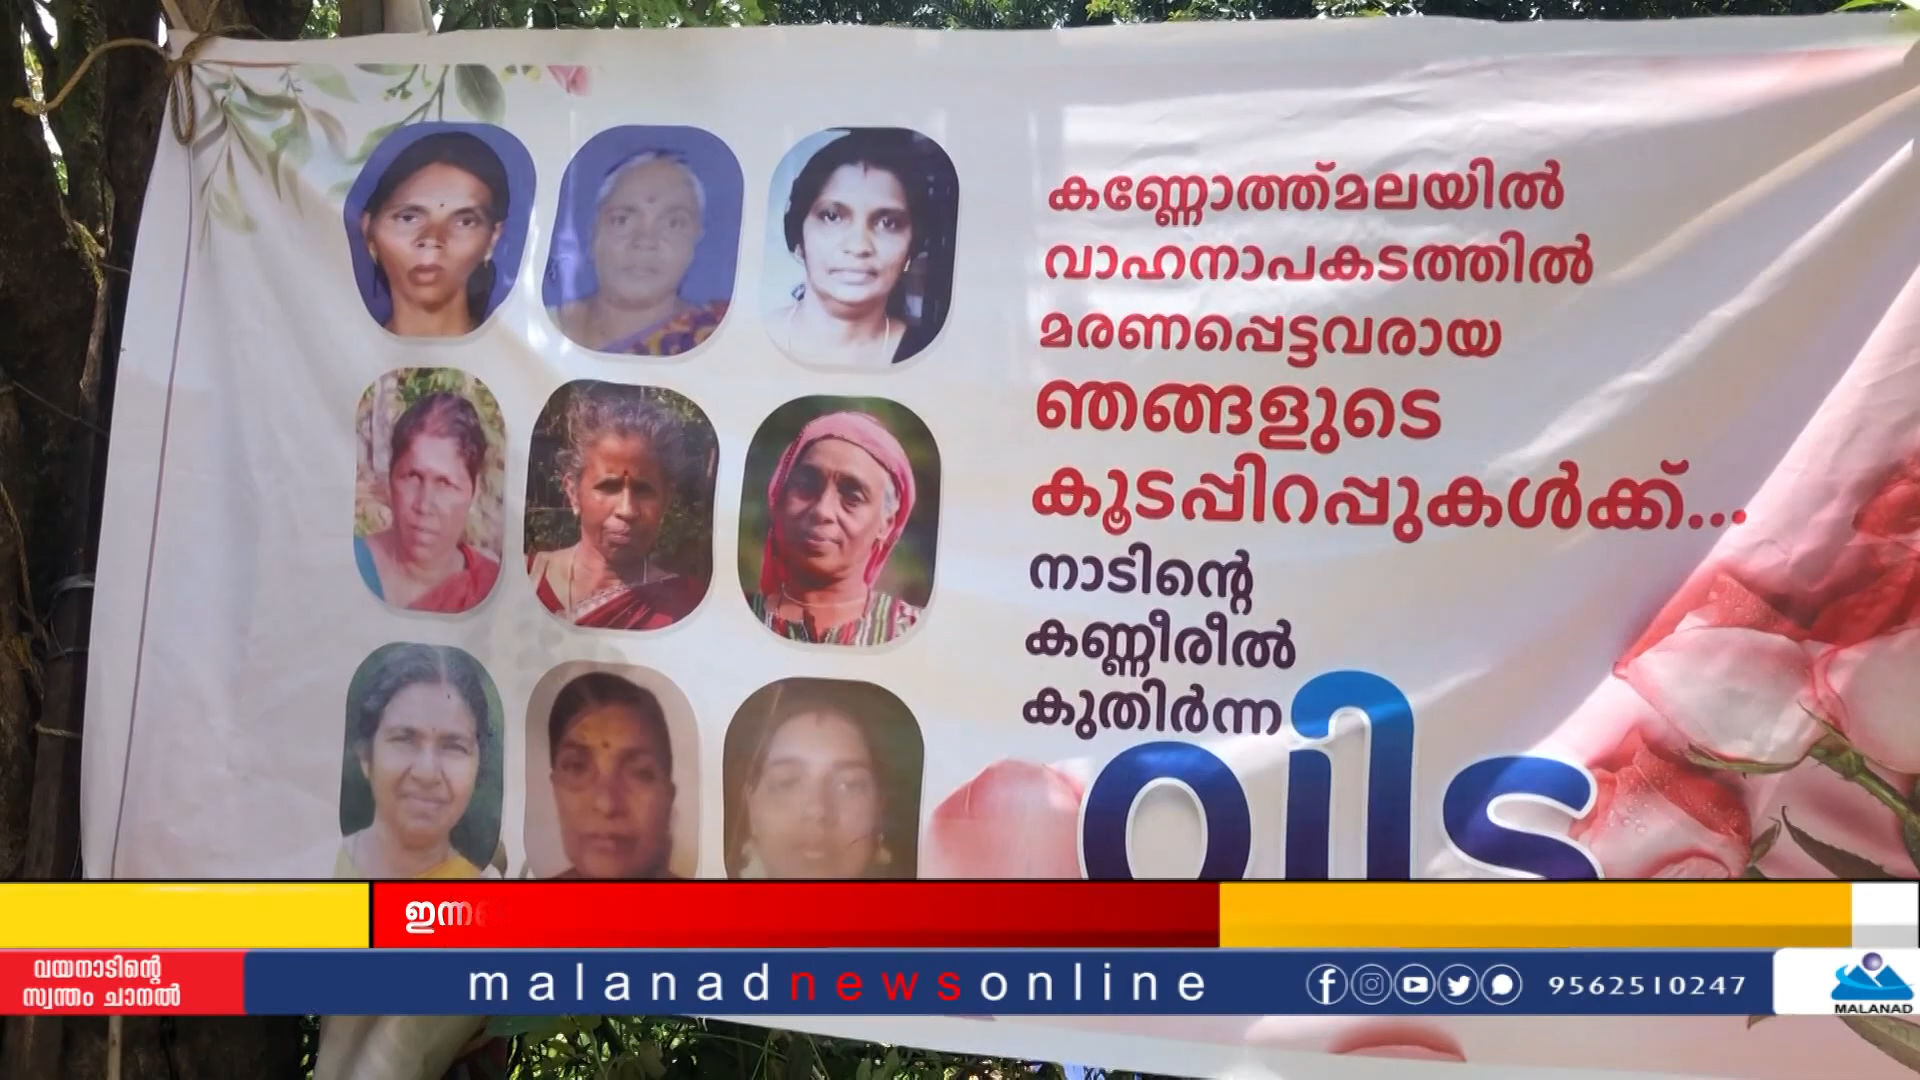 കണ്ണോത്ത്മലയിൽ
വാഹനാപകടത്തിൽ
മരണപ്പെട്ടവരായ
ഞങ്ങളുടെ
കൂടപ്പിറപ്പുകൾക്ക്...
നാടിന്റെ
കണ്ണീരീൽ
കുതിർന്ന
വിട
ഇന്ന
വയനാടിന്റെ
സ്വന്തം ചാനൽ
malanadnewsonline
9562510247
MALANAD